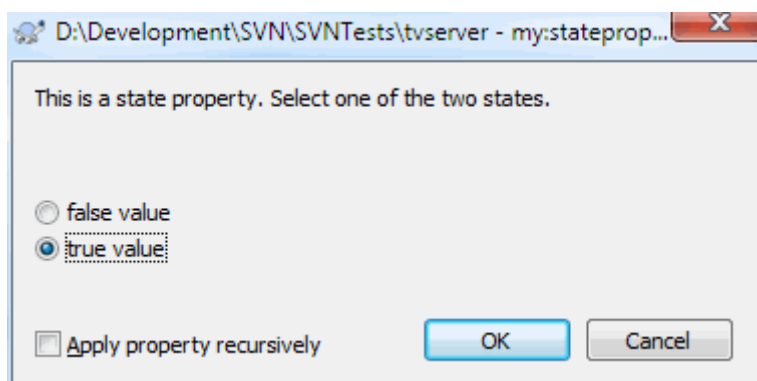 D:\Development\SVN\SVNTests\tvserver - my:stateprop...
This is a state property. Select one of the two states.
false value
true value
Apply property recursively
OK
Cancel